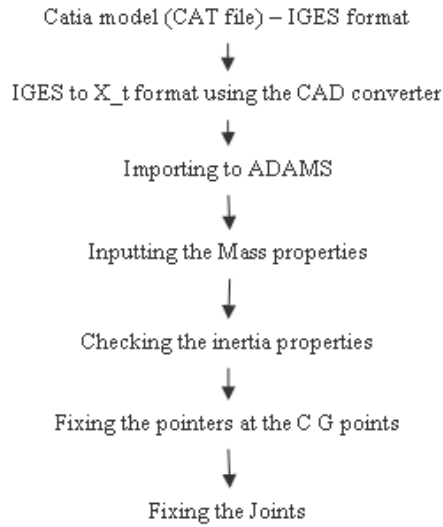 Catia model (CAT file) – IGES format
IGES to X_t format using the CAD converter
Importing to ADAMS
Inputting the Mass properties
Checking the inertia properties
Fixing the pointers at the C G points
Fixing the Joints